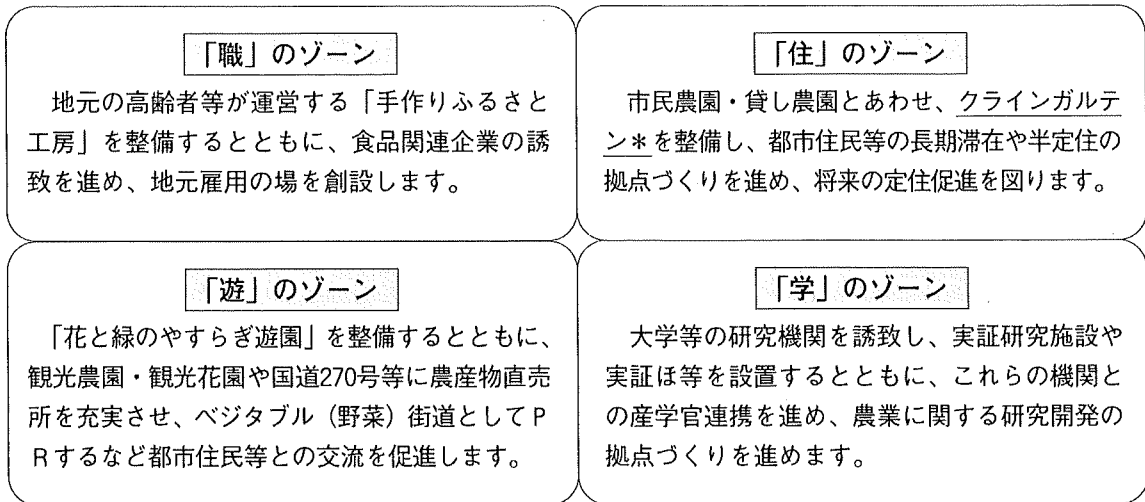 「職」のゾーン
地元の高齢者等が運営する「手作りふるさと
工房」を整備するとともに、食品関連企業の誘
致を進め、地元雇用の場を創設します。
「住」のゾーン
市民農園・貸し農園とあわせ、クラインガルテ
ン＊を整備し、都市住民等の長期滞在や半定住の
拠点づくりを進め、将来の定住促進を図ります。
「遊」のゾーン
「花と緑のやすらぎ遊園」を整備するとともに、
観光農園・観光花園や国道270号等に農産物直売
所を充実させ、ベジタブル（野菜）街道としてP
Rするなど都市住民等との交流を促進します。
「学」のゾーン
大学等の研究機関を誘致し、実証研究施設や
実証ほ等を設置するとともに、これらの機関と
の産学官連携を進め、農業に関する研究開発の
拠点づくりを進めます。